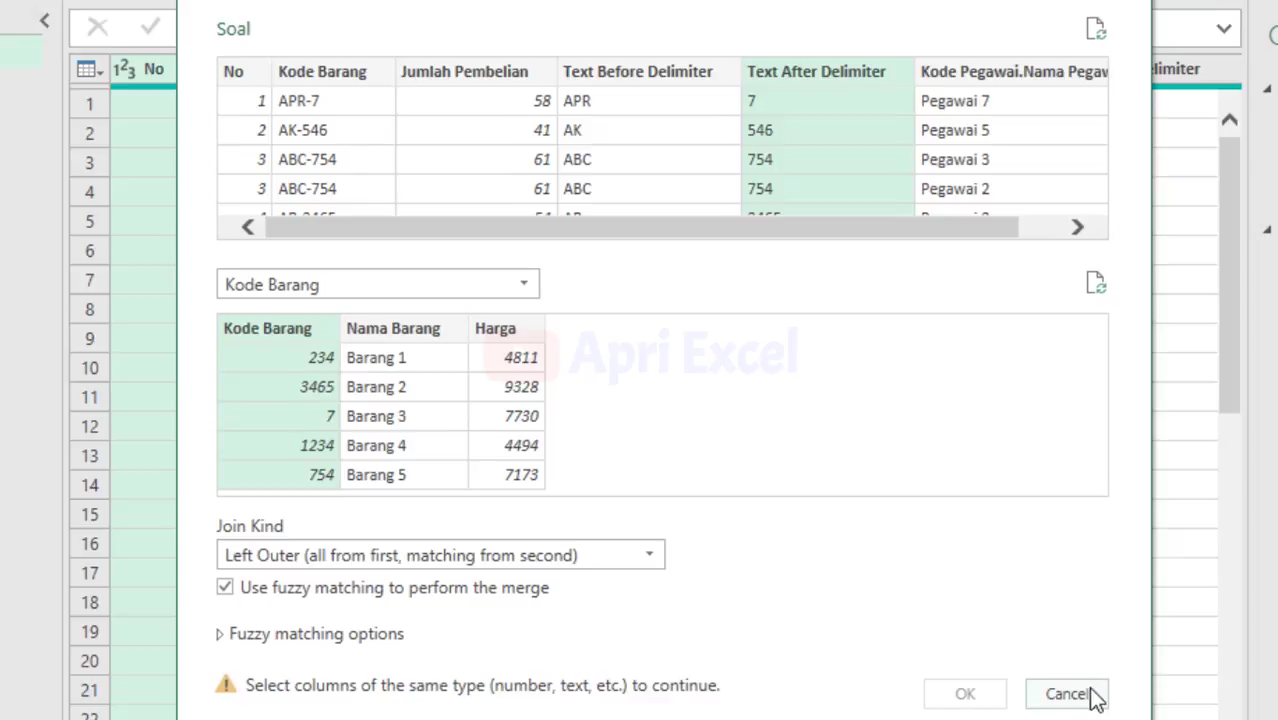 Soal
1²3 No
No Kode Barang Jumlah Pembelian Text Before Delimiter Text After Delimiter Kode Pegawai.Nama Pegaw
1 APR-7 58 APR 7 Pegawai 7
2 AK-546 41 AK 546 Pegawai 5
3 ABC-754 61 ABC 754 Pegawai 3
3 ABC-754 61 ABC 754 Pegawai 2
Kode Barang
Kode Barang Nama Barang Harga
234 Barang 1 4811
3465 Barang 2 9328
7 Barang 3 7730
1234 Barang 4 4494
754 Barang 5 7173
Apri Excel
Join Kind
Left Outer (all from first, matching from second)
Use fuzzy matching to perform the merge
Fuzzy matching options
Select columns of the same type (number, text, etc.) to continue.
OK Cancel
1
2
3
4
5
6
7
8
9
10
11
12
13
14
15
16
17
18
19
20
21